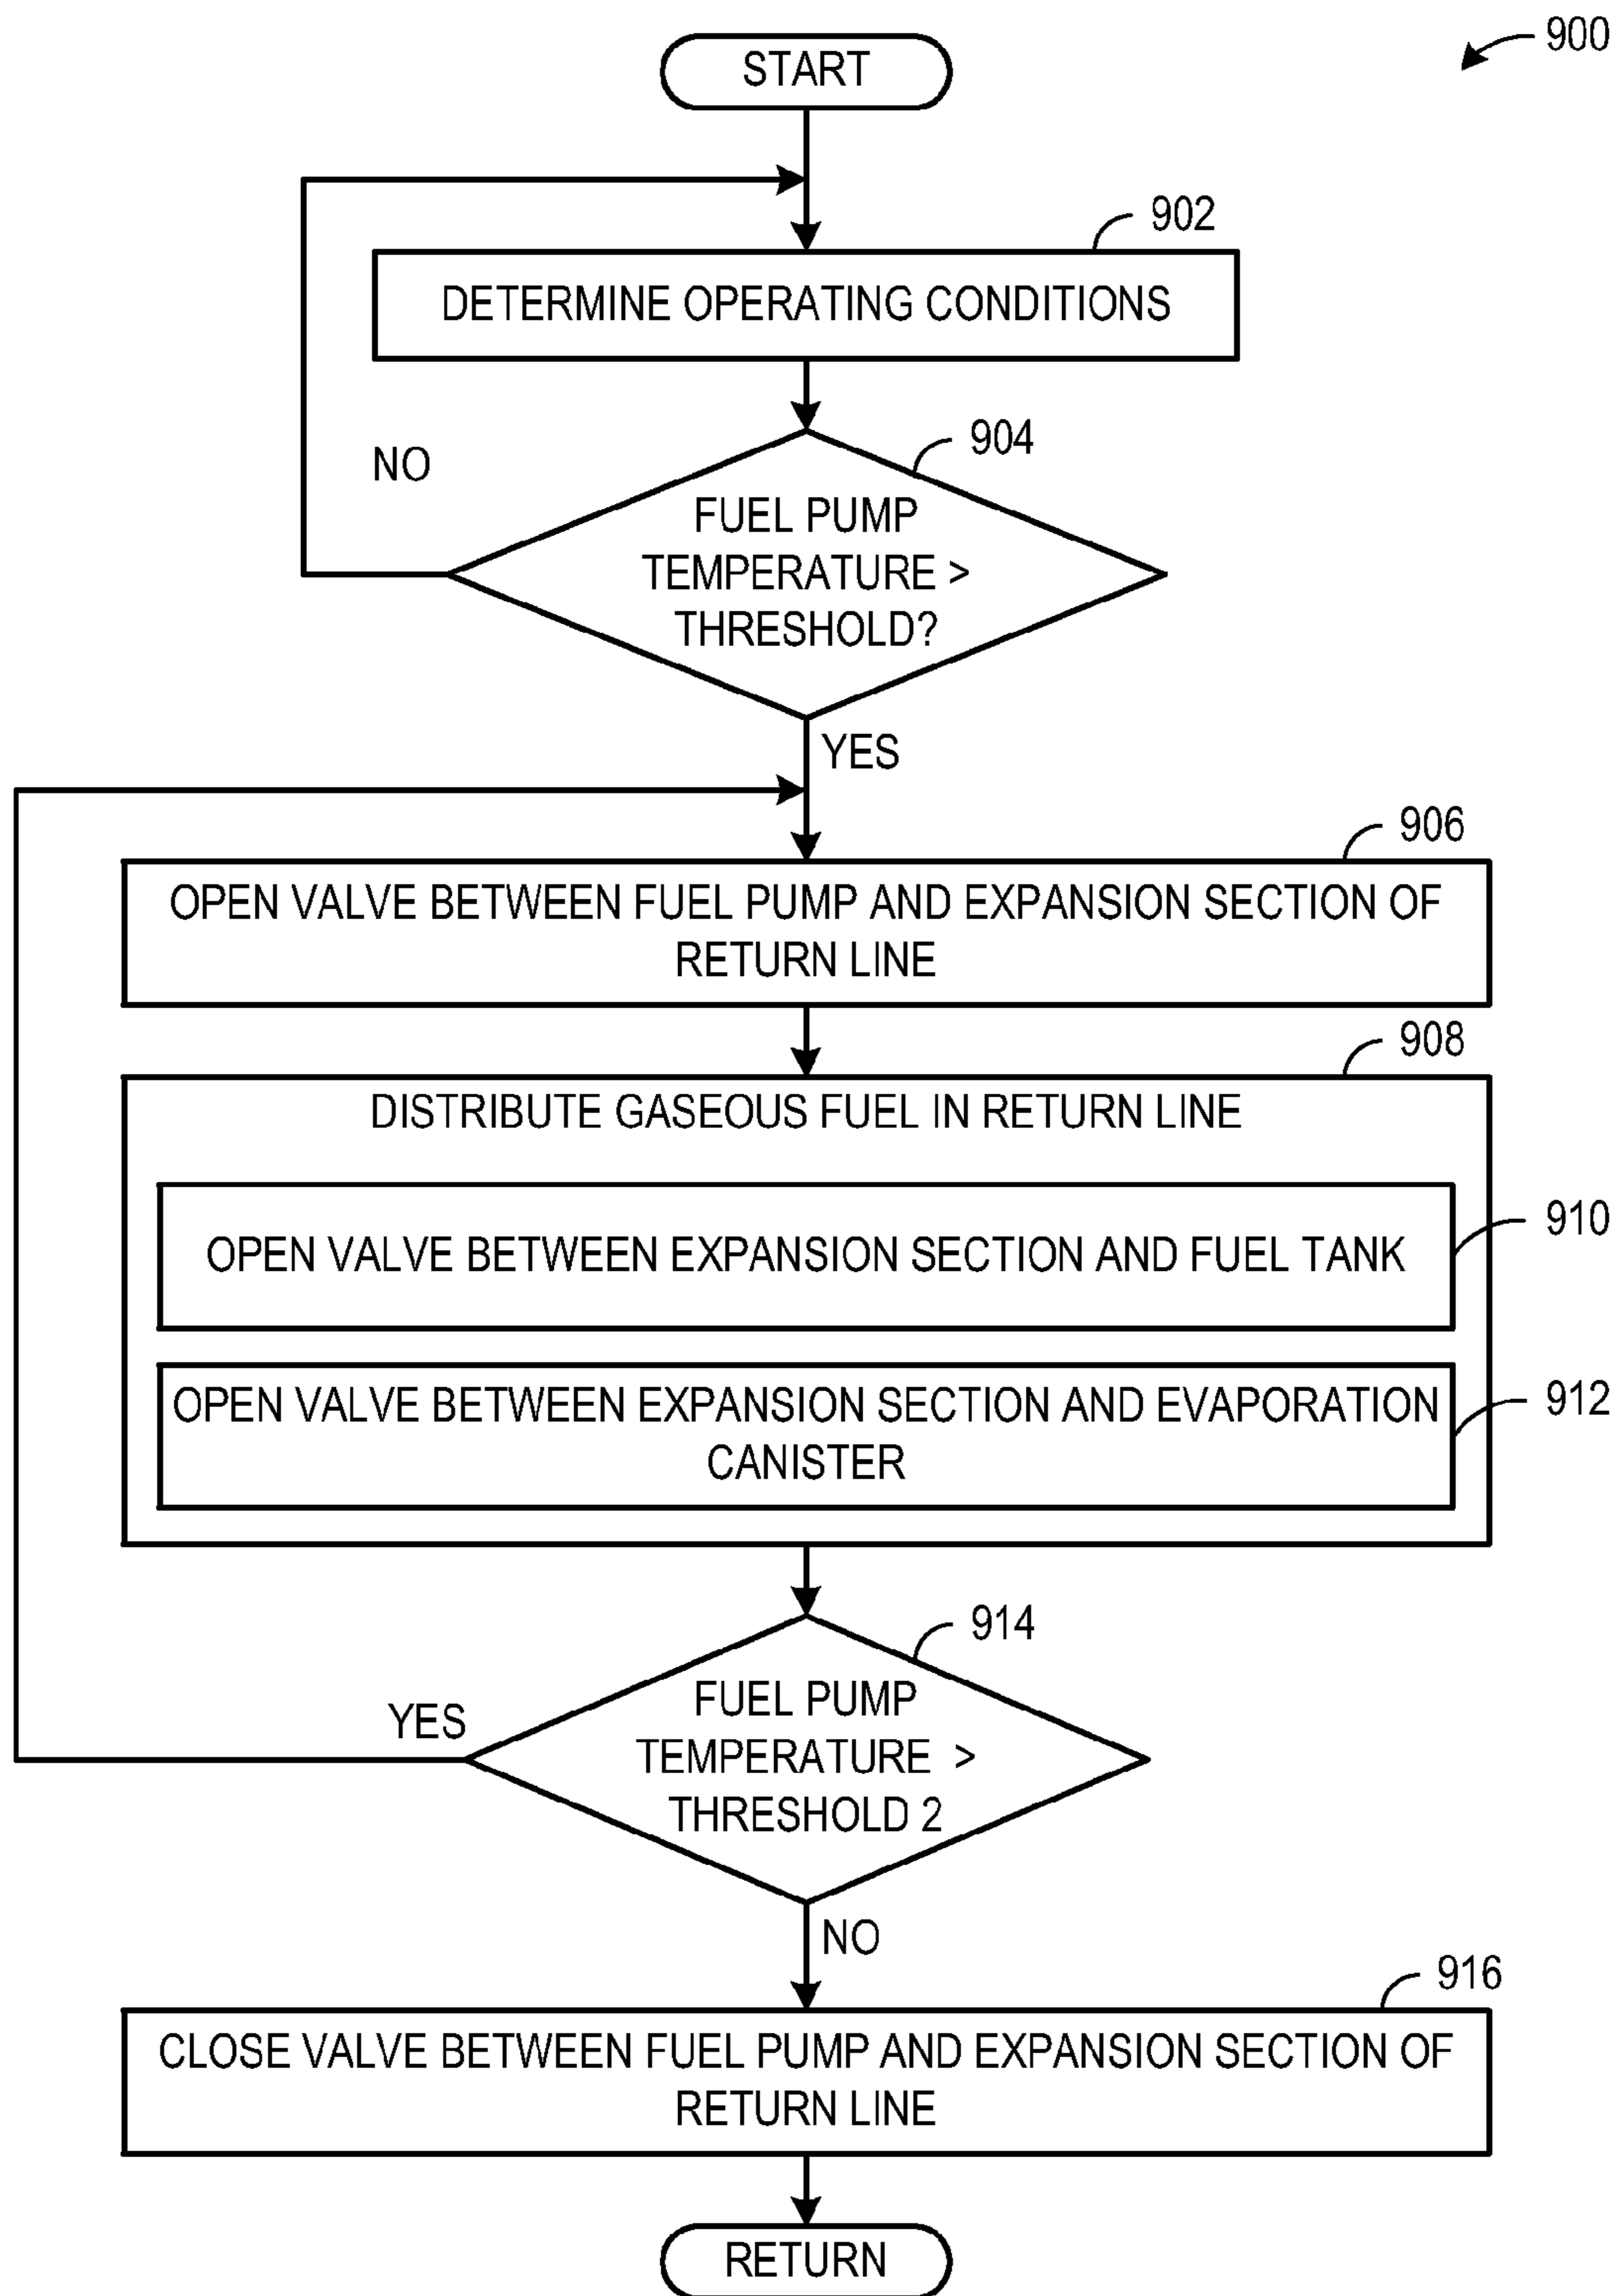 900
START
902
DETERMINE OPERATING CONDITIONS
904
NO
FUEL PUMP
TEMPERATURE >
THRESHOLD?
YES
906
OPEN VALVE BETWEEN FUEL PUMP AND EXPANSION SECTION OF
RETURN LINE
908
DISTRIBUTE GASEOUS FUEL IN RETURN LINE
910
OPEN VALVE BETWEEN EXPANSION SECTION AND FUEL TANK
912
OPEN VALVE BETWEEN EXPANSION SECTION AND EVAPORATION
CANISTER
914
YES
FUEL PUMP
TEMPERATURE >
THRESHOLD 2
NO
916
CLOSE VALVE BETWEEN FUEL PUMP AND EXPANSION SECTION OF
RETURN LINE
RETURN